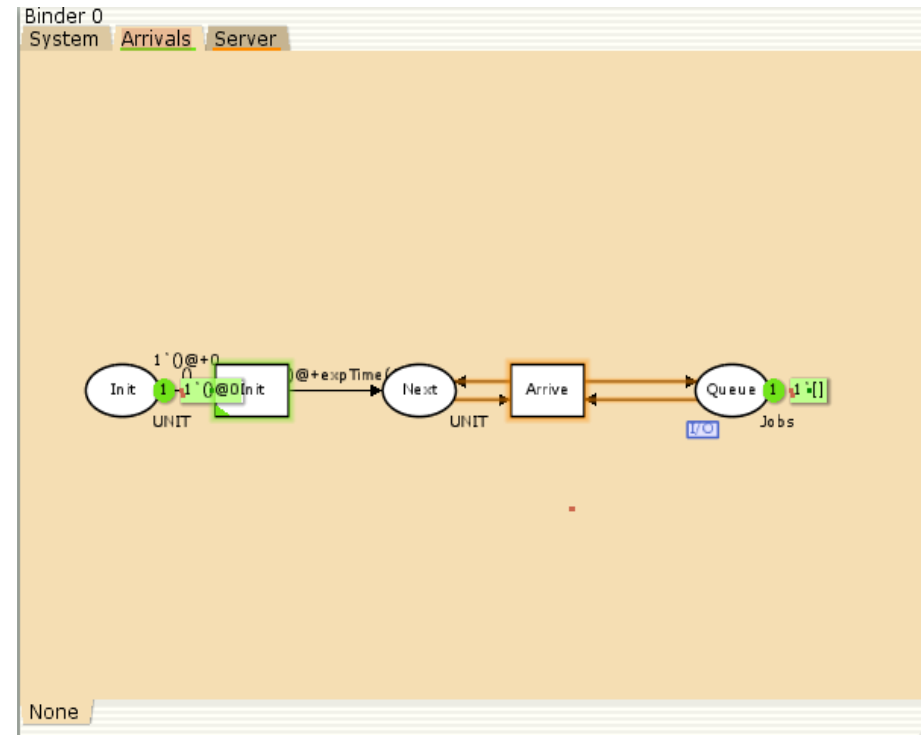 Binder 0
System Arrivals Server
1`()@+0
() )@+expTime(
Init 1 1`()@0 Init Next Arrive Queue 1 1`[]
UNIT UNIT Jobs
I/O
None